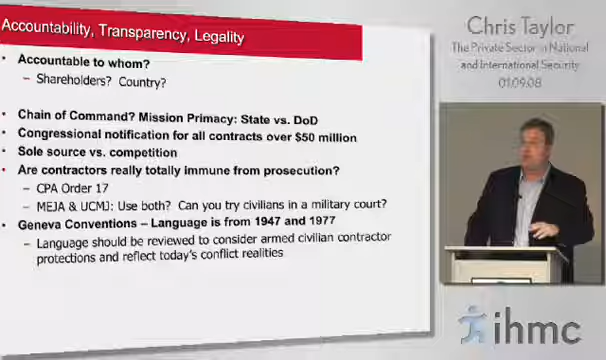 Accountability, Transparency, Legality
• Accountable to whom?
– Shareholders? Country?
• Chain of Command? Mission Primacy: State vs. DoD
• Congressional notification for all contracts over $50 million
• Sole source vs. competition
• Are contractors really totally immune from prosecution?
– CPA Order 17
– MEJA & UCMJ: Use both? Can you try civilians in a military court?
• Geneva Conventions – Language is from 1947 and 1977
– Language should be reviewed to consider armed civilian contractor
protections and reflect today's conflict realities
Chris Taylor
The Private Sector in National
and International Security
01.09.08
ihmc